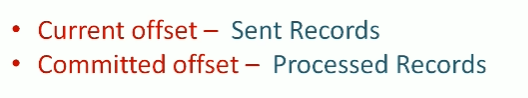 • Current offset – Sent Records
• Committed offset – Processed Records